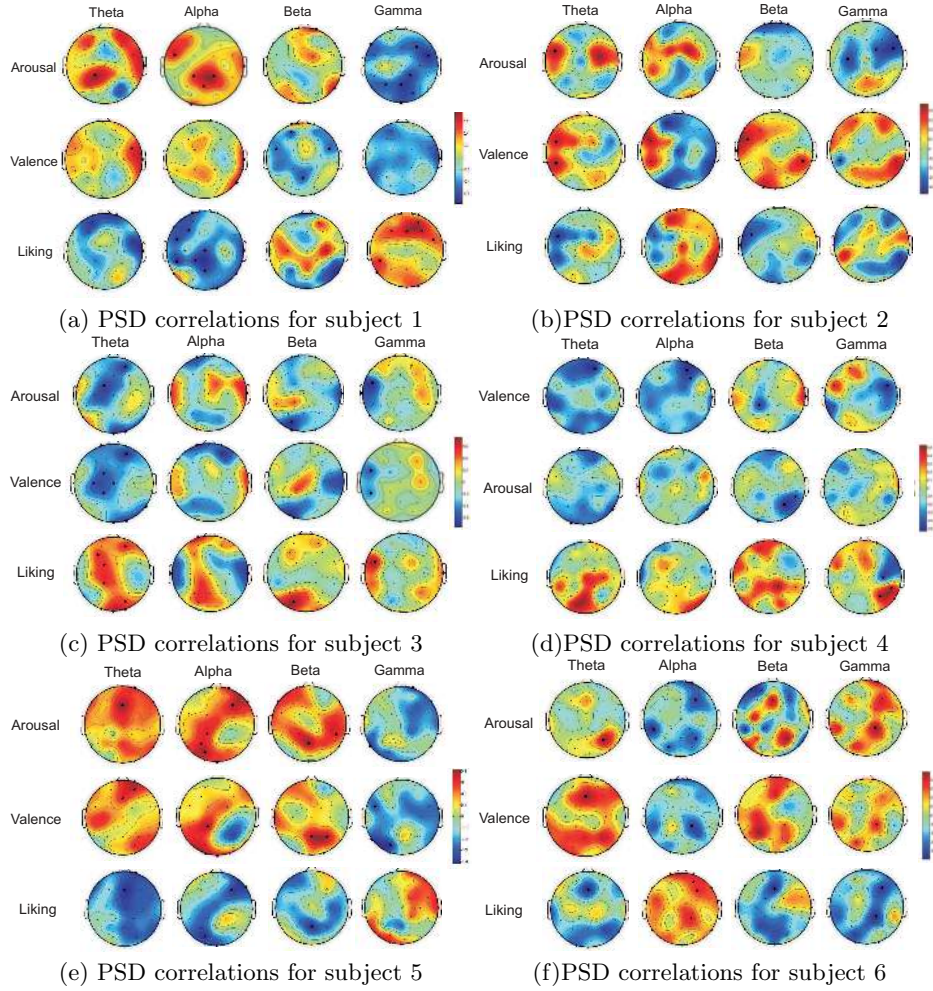 Theta Alpha Beta Gamma
Arousal
Valence
Liking
(a) PSD correlations for subject 1
Theta Alpha Beta Gamma
Arousal
Valence
Liking
(b)PSD correlations for subject 2
Theta Alpha Beta Gamma
Arousal
Valence
Liking
(c) PSD correlations for subject 3
Theta Alpha Beta Gamma
Valence
Arousal
Liking
(d)PSD correlations for subject 4
Theta Alpha Beta Gamma
Arousal
Valence
Liking
(e) PSD correlations for subject 5
Theta Alpha Beta Gamma
Arousal
Valence
Liking
(f)PSD correlations for subject 6